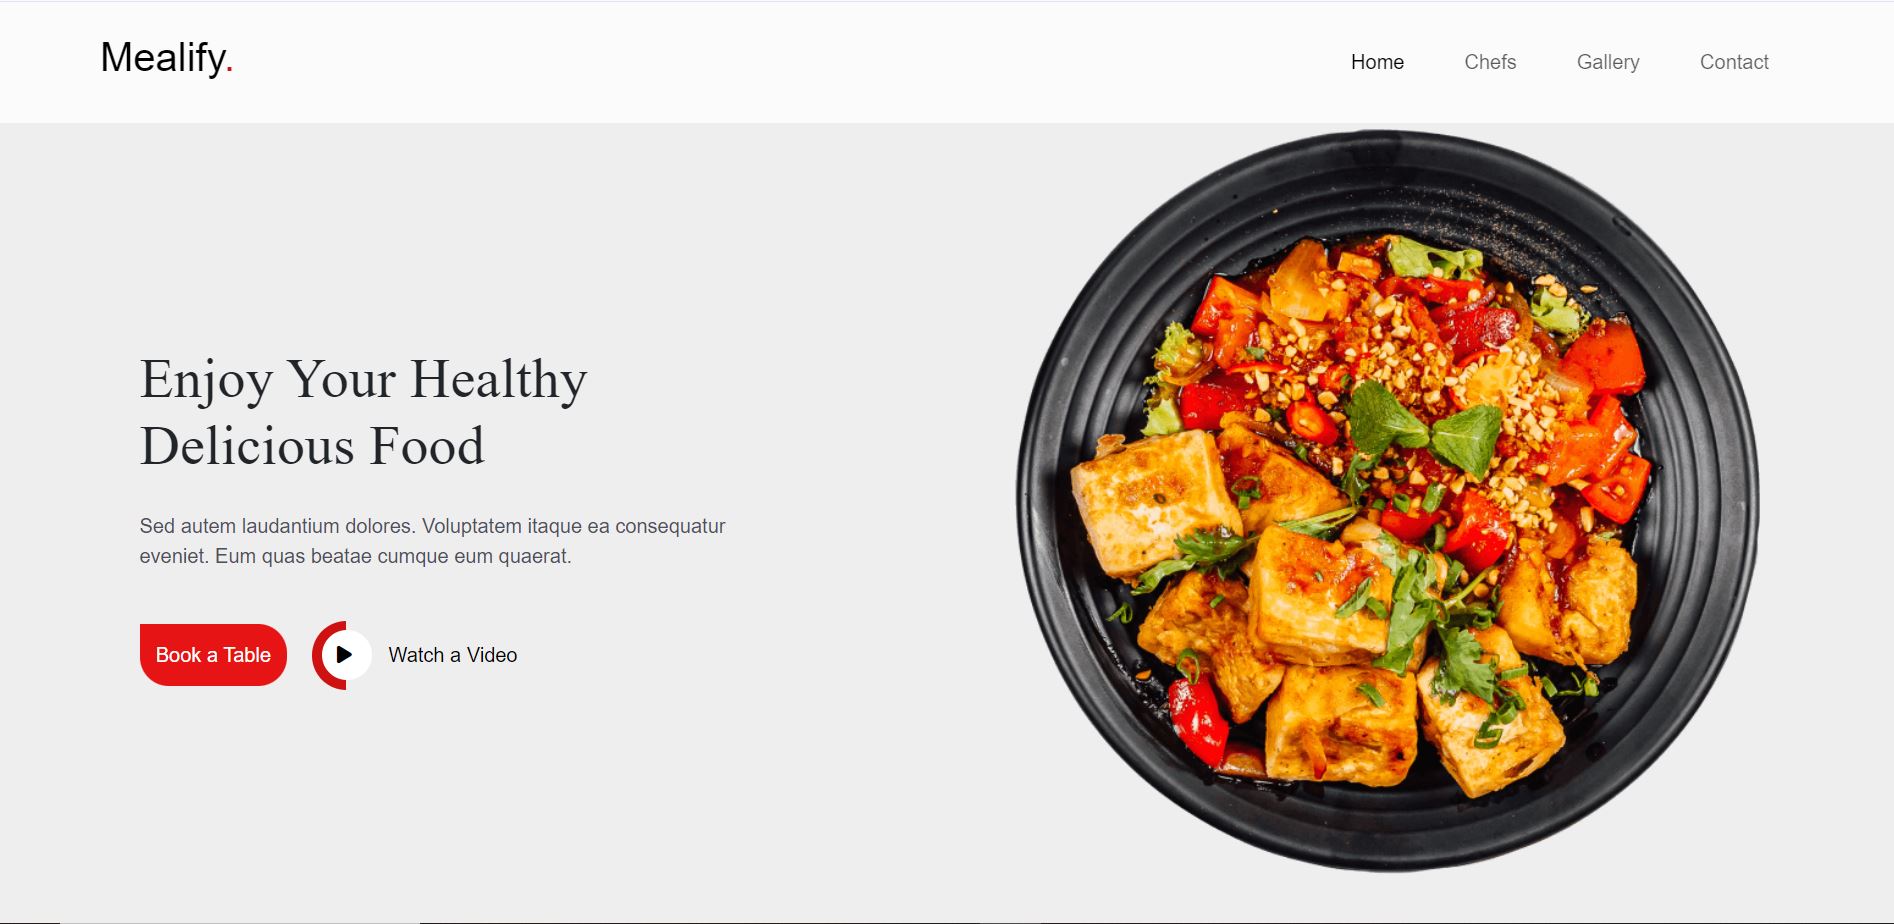 Mealify.
Home Chefs Gallery Contact
Enjoy Your Healthy
Delicious Food
Sed autem laudantium dolores. Voluptatem itaque ea consequatur
eveniet. Eum quas beatae cumque eum quaerat.
Book a Table
Watch a Video